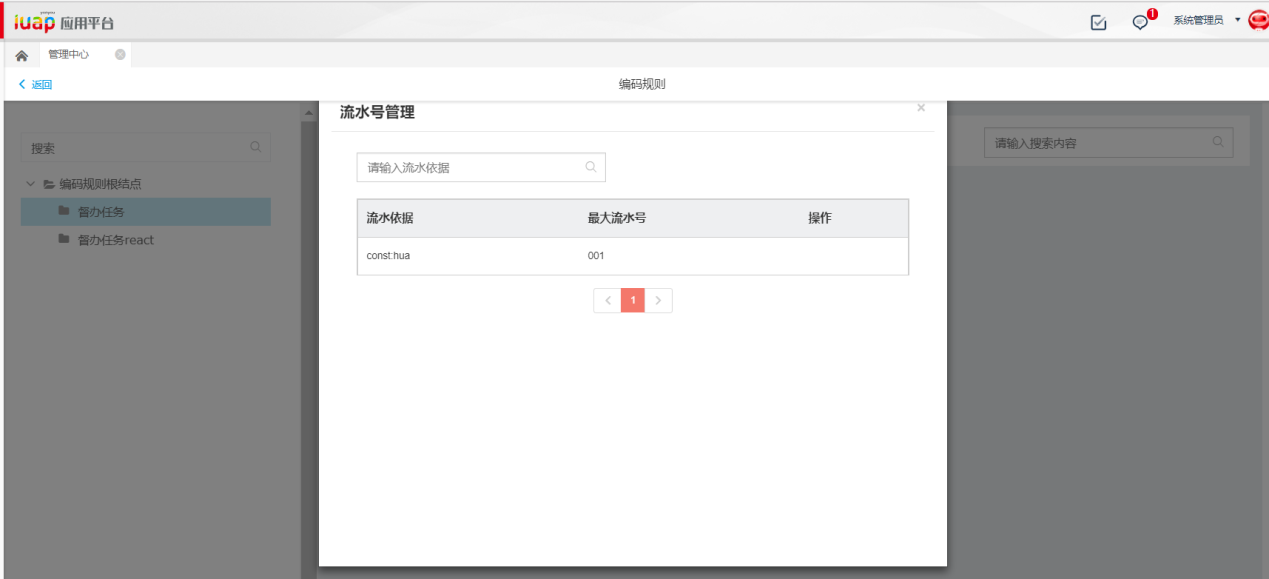 iuap 应用平台
1
系统管理员
管理中心
返回
编码规则
流水号管理
搜索
请输入流水依据
请输入搜索内容
编码规则根结点
督办任务
督办任务react
流水依据 最大流水号 操作
const:hua 001
1